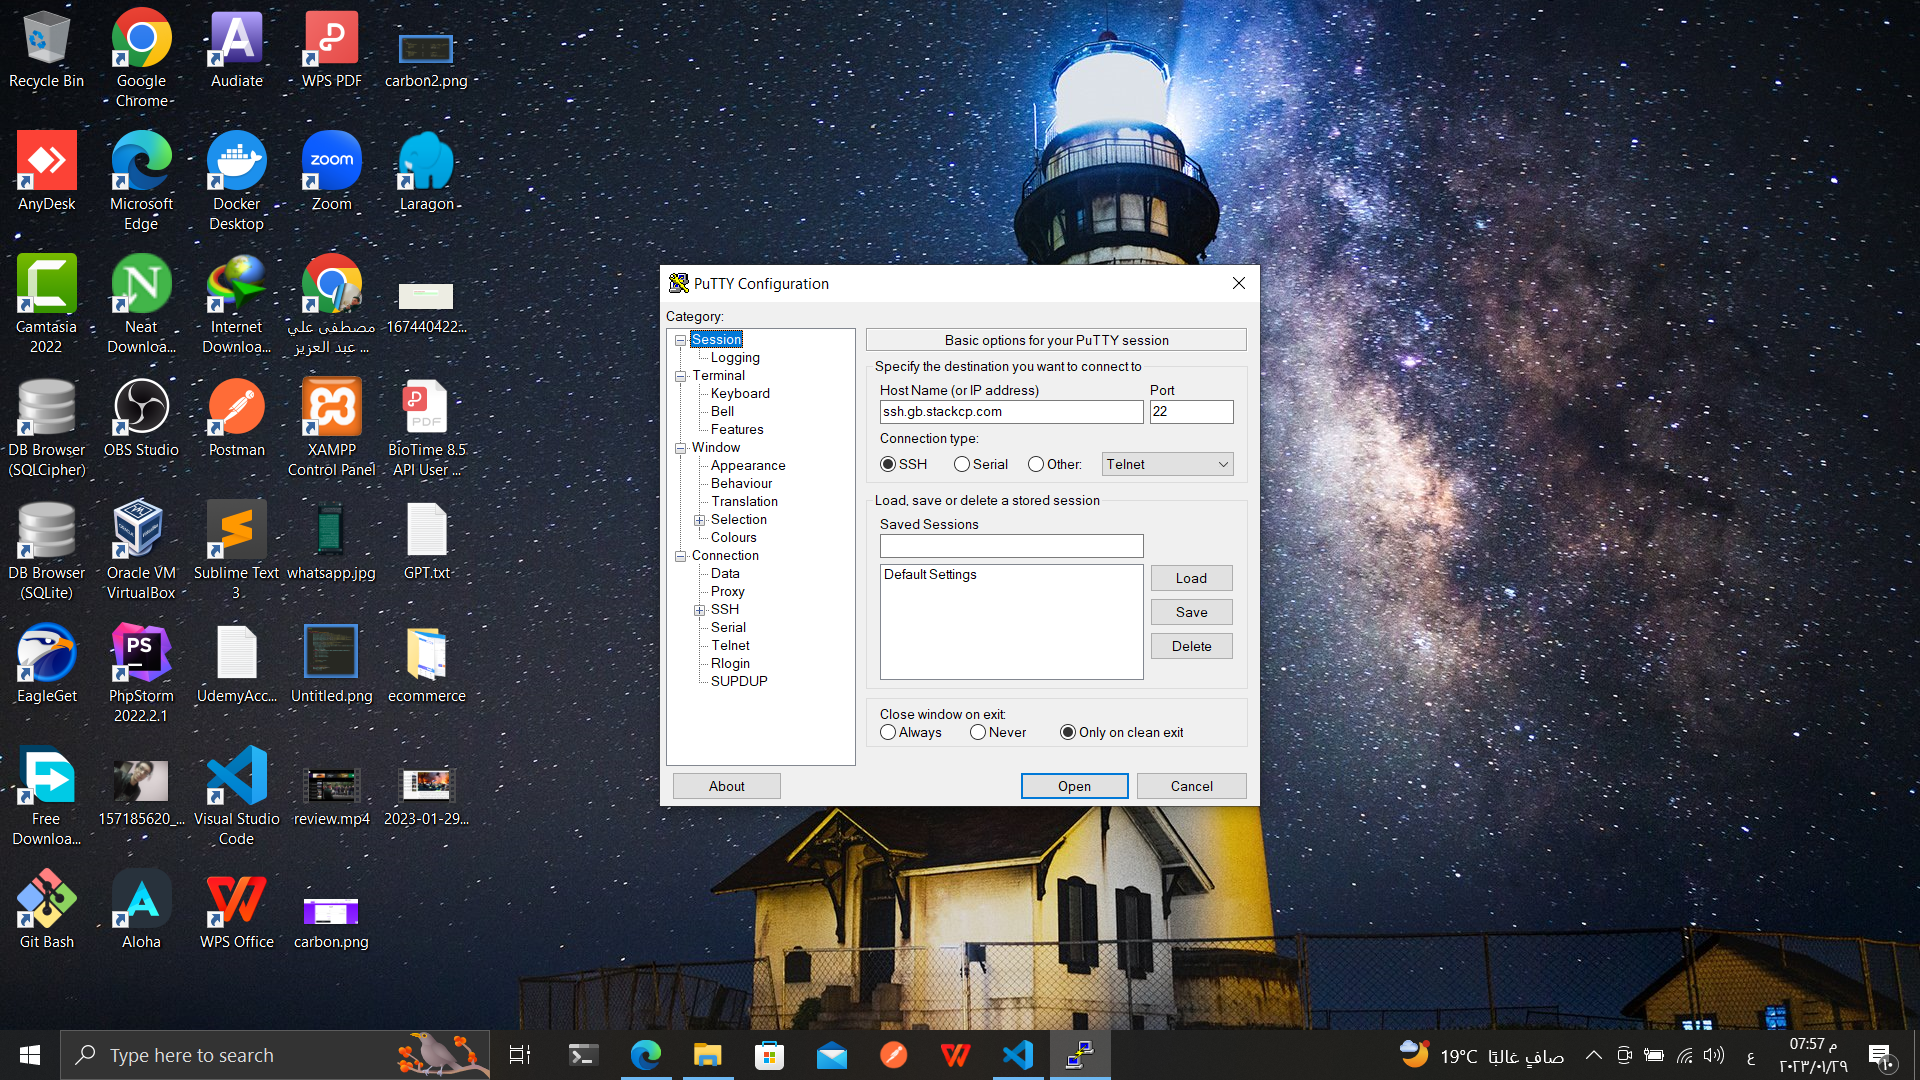 Recycle Bin
Google
Chrome
Audiate
WPS PDF
carbon2.png
AnyDesk
Microsoft
Edge
Docker
Desktop
zoom
Zoom
Laragon
Camtasia
2022
Neat
Downloa...
Internet
Downloa...
مصطفى علي
عبد العزيز ...
167440422...
DB Browser
(SQLCipher)
OBS Studio
Postman
XAMPP
Control Panel
PDF
BioTime 8.5
API User ...
DB Browser
(SQLite)
Oracle VM
VirtualBox
Sublime Text
3
whatsapp.jpg
GPT.txt
EagleGet
PS
PhpStorm
2022.2.1
UdemyAcc...
Untitled.png
ecommerce
Free
Downloa...
157185620_...
Visual Studio
Code
review.mp4
2023-01-29...
Git Bash
Aloha
WPS Office
carbon.png
PuTTY Configuration
Category:
Session
Logging
Terminal
Keyboard
Bell
Features
Window
Appearance
Behaviour
Translation
Selection
Colours
Connection
Data
Proxy
SSH
Serial
Telnet
Rlogin
SUPDUP
Basic options for your PuTTY session
Specify the destination you want to connect to
Host Name (or IP address) Port
ssh.gb.stackcp.com 22
Connection type:
SSH Serial Other: Telnet
Load, save or delete a stored session
Saved Sessions
Default Settings
Load
Save
Delete
Close window on exit:
Always Never Only on clean exit
About Open Cancel
Type here to search
19°C صافٍ غالبًا
ع
07:57 م
٢٠٢٣/٠١/٢٩
١٠